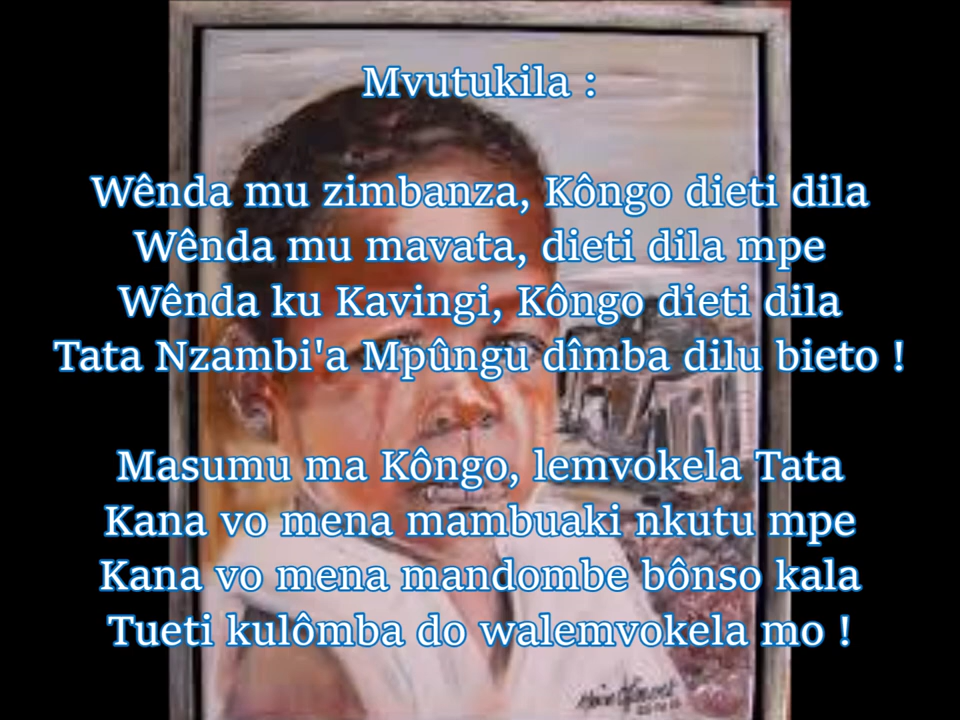 Mvutukila :
Wênda mu zimbanza, Kôngo dieti dila
Wênda mu mavata, dieti dila mpe
Wênda ku Kavingi, Kôngo dieti dila
Tata Nzambi'a Mpûngu dîmba dilu bieto !
Masumu ma Kôngo, lemvokela Tata
Kana vo mena mambuaki nkutu mpe
Kana vo mena mandombe bônso kala
Tueti kulômba do walemvokela mo !